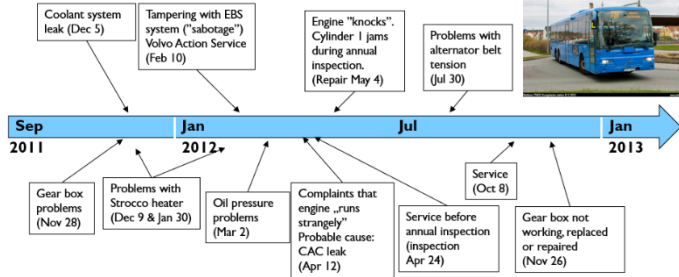 Coolant system
leak (Dec 5)
Tampering with EBS
system ("sabotage")
Volvo Action Service
(Feb 10)
Engine "knocks".
Cylinder 1 jams
during annual
inspection.
(Repair May 4)
Problems with
alternator belt
tension
(Jul 30)
Sep
2011
Jan
2012
Jul
Jan
2013
Gear box
problems
(Nov 28)
Problems with
Strocco heater
(Dec 9 & Jan 30)
Oil pressure
problems
(Mar 2)
Complaints that
engine „runs
strangely"
Probable cause:
CAC leak
(Apr 12)
Service before
annual inspection
(inspection
Apr 24)
Service
(Oct 8)
Gear box not
working, replaced
or repaired
(Nov 26)